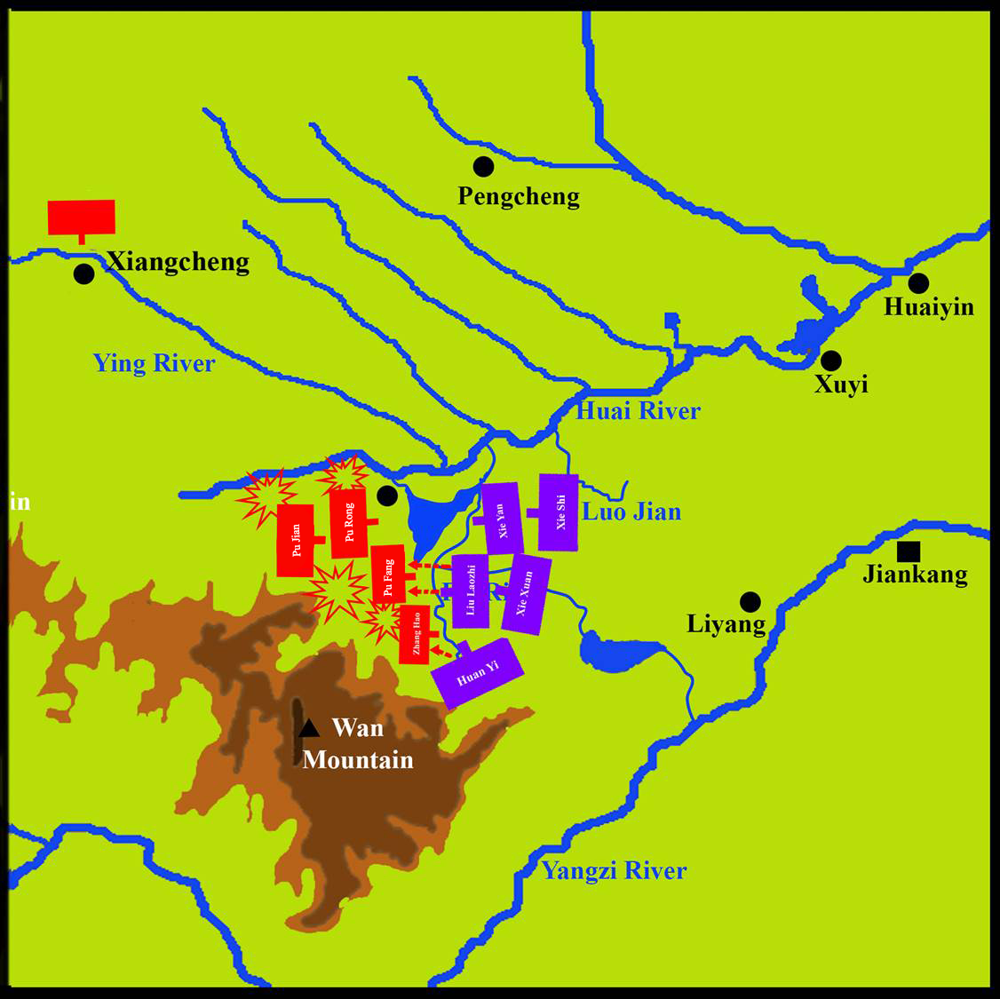 Pengcheng
Xiangcheng
Huaiyin
Ying River
Xuyi
Huai River
in
Luo Jian
Xie Shi
Xie Yan
Pu Rong
Pu Jian
Pu Fang
Liu Laozhi
Xie Xuan
Jiankang
Liyang
Zhang Hao
Huan Yi
Wan
Mountain
Yangzi River